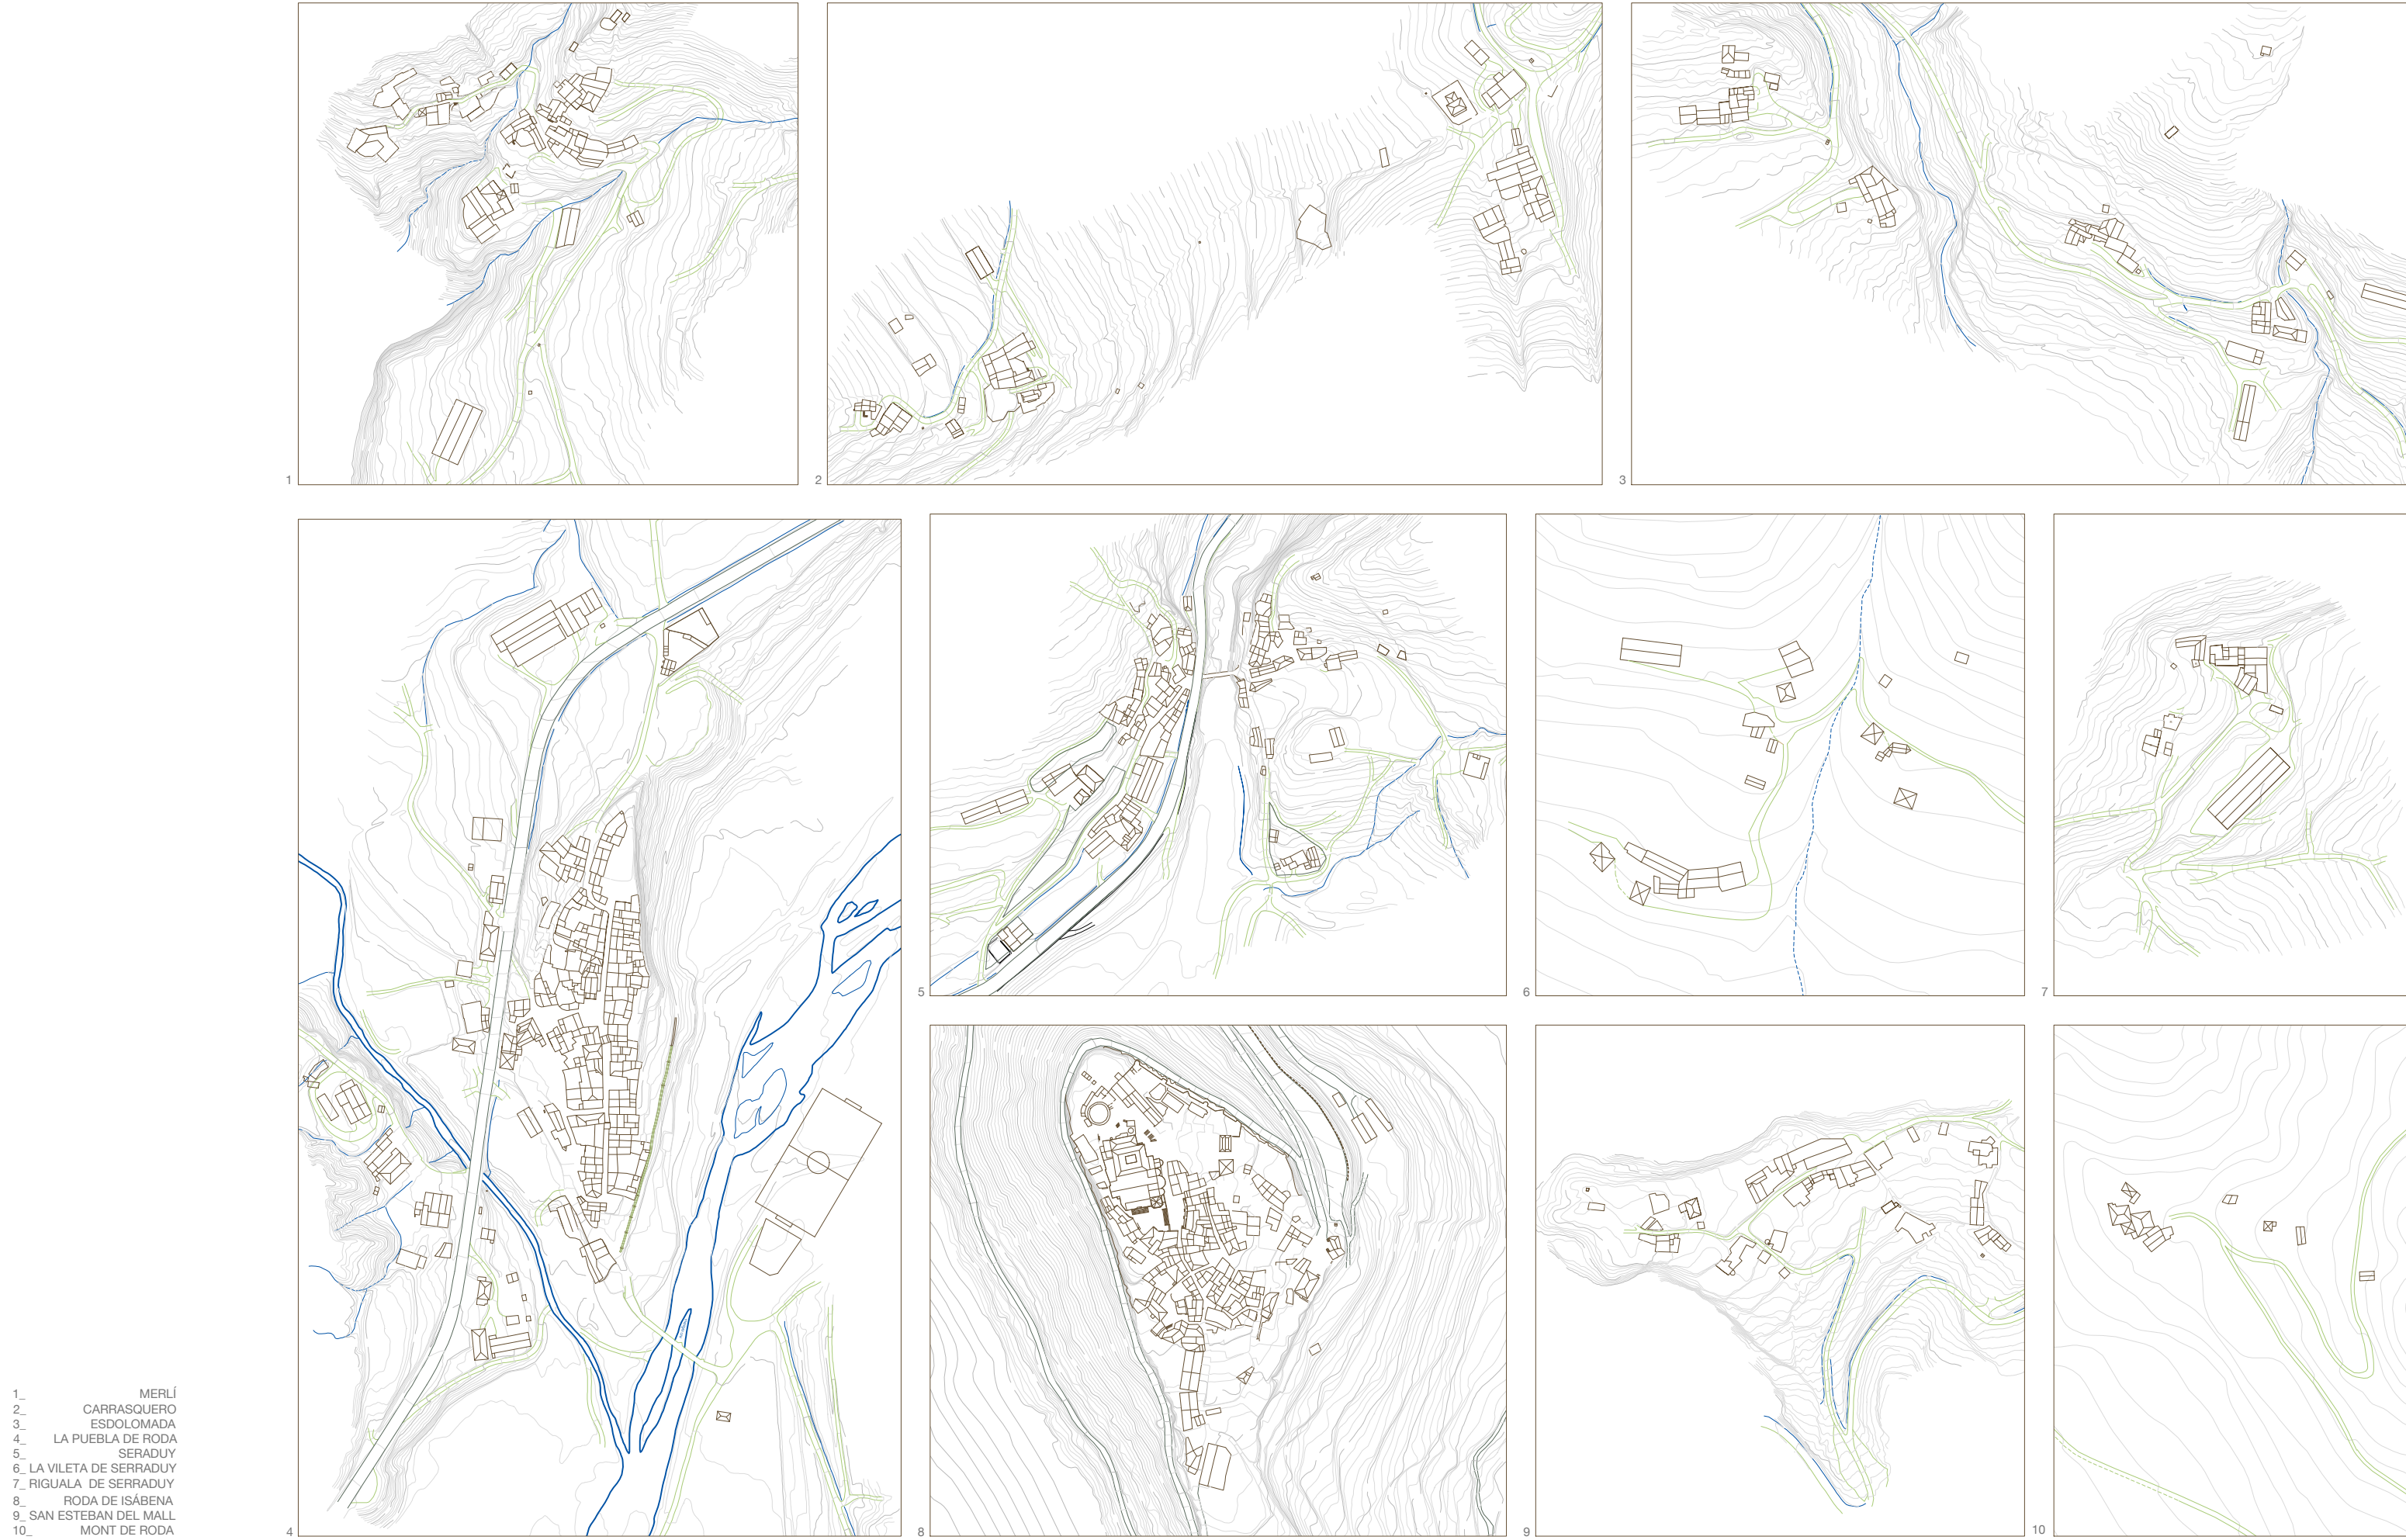 1
2
3
4
5
6
7
8
9
10
1_ MERLÍ
2_ CARRASQUERO
3_ ESDOLOMADA
4_ LA PUEBLA DE RODA
5_ SERADUY
6_ LA VILETA DE SERRADUY
7_ RIGUALA DE SERRADUY
8_ RODA DE ISÁBENA
9_ SAN ESTEBAN DEL MALL
10_ MONT DE RODA